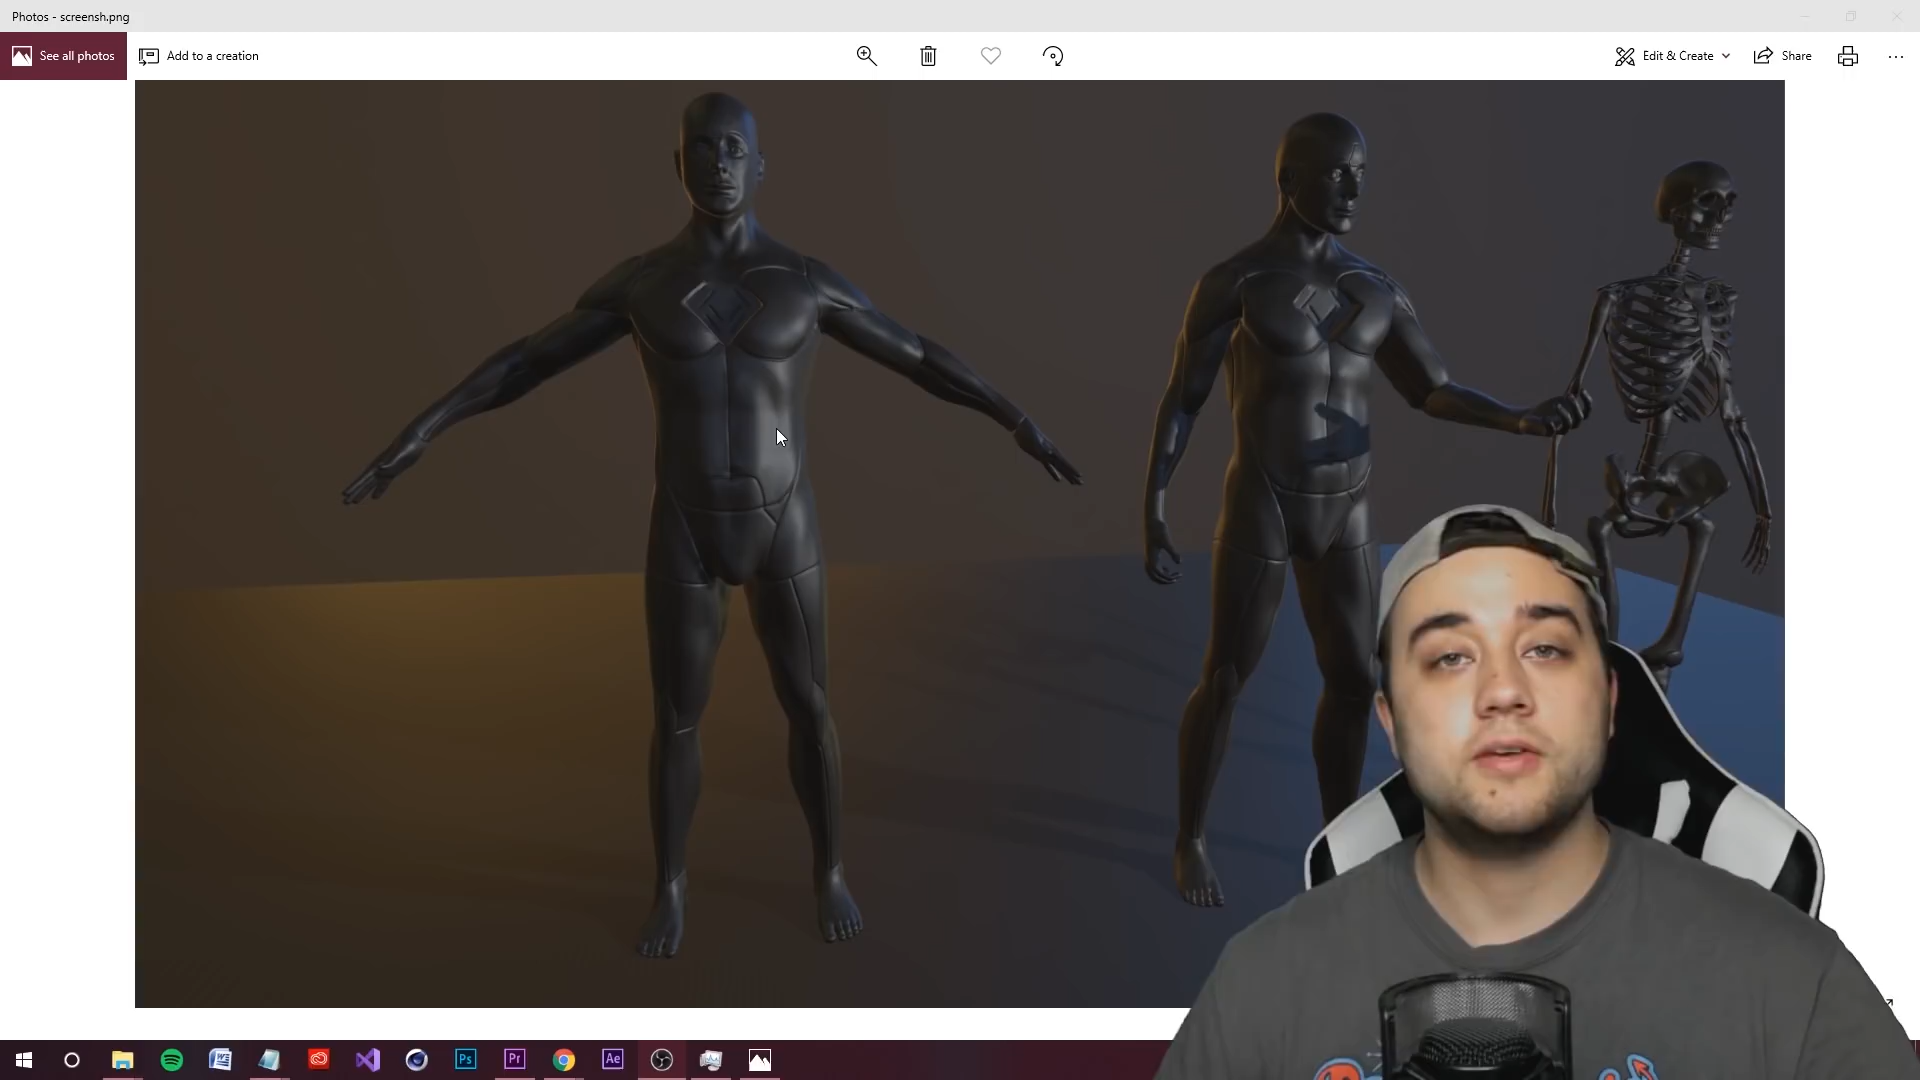 Photos - screensh.png
See all photos
Add to a creation
Edit & Create
Share
Ps
Pr
Ae